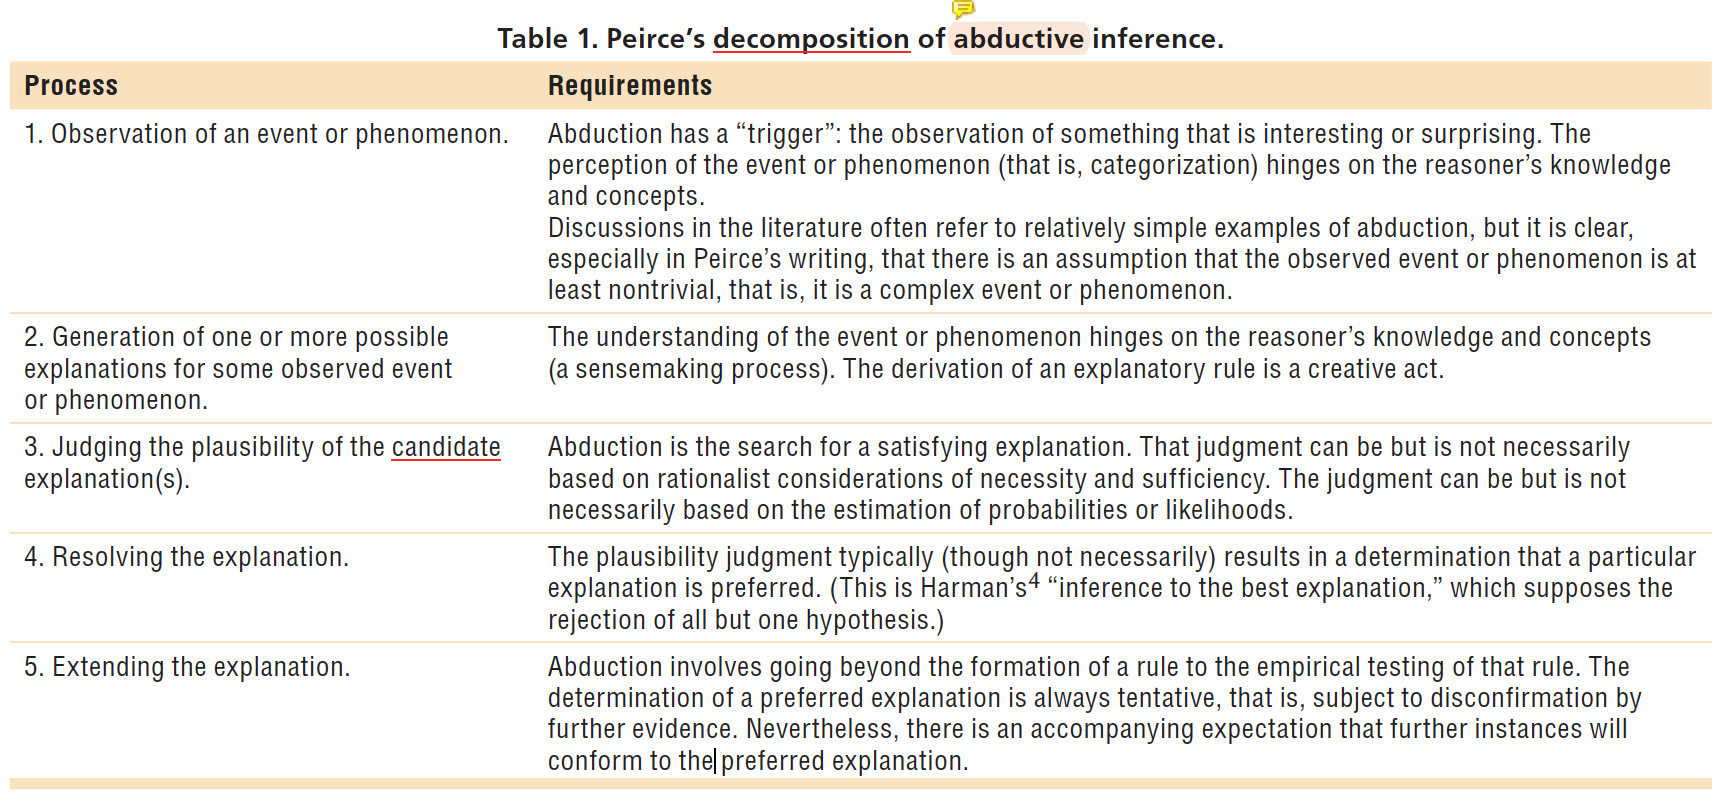 Table 1. Peirce’s decomposition of abductive inference.
Process
Requirements
1. Observation of an event or phenomenon.
Abduction has a “trigger”: the observation of something that is interesting or surprising. The
perception of the event or phenomenon (that is, categorization) hinges on the reasoner’s knowledge
and concepts.
Discussions in the literature often refer to relatively simple examples of abduction, but it is clear,
especially in Peirce’s writing, that there is an assumption that the observed event or phenomenon is at
least nontrivial, that is, it is a complex event or phenomenon.
2. Generation of one or more possible
explanations for some observed event
or phenomenon.
The understanding of the event or phenomenon hinges on the reasoner’s knowledge and concepts
(a sensemaking process). The derivation of an explanatory rule is a creative act.
3. Judging the plausibility of the candidate
explanation(s).
Abduction is the search for a satisfying explanation. That judgment can be but is not necessarily
based on rationalist considerations of necessity and sufficiency. The judgment can be but is not
necessarily based on the estimation of probabilities or likelihoods.
4. Resolving the explanation.
The plausibility judgment typically (though not necessarily) results in a determination that a particular
explanation is preferred. (This is Harman’s4 “inference to the best explanation,” which supposes the
rejection of all but one hypothesis.)
5. Extending the explanation.
Abduction involves going beyond the formation of a rule to the empirical testing of that rule. The
determination of a preferred explanation is always tentative, that is, subject to disconfirmation by
further evidence. Nevertheless, there is an accompanying expectation that further instances will
conform to the preferred explanation.